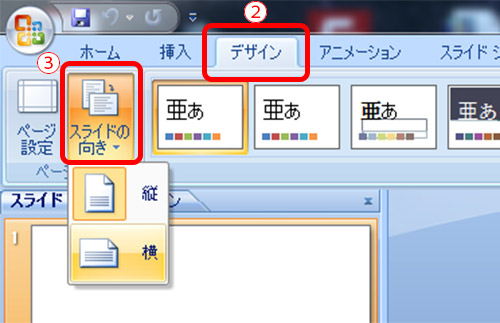 ②
ホーム 挿入 デザイン アニメーション スライド シ
③
ページ
設定
スライドの
向き
亜あ 亜あ 亜あ 亜あ
ペー
縦
スライド
ン
横
1